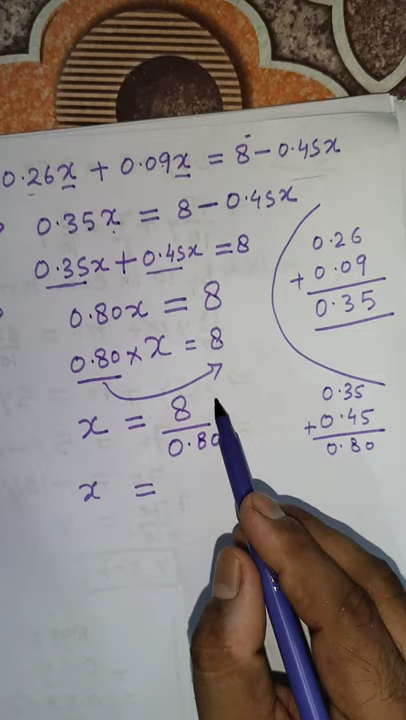 0.26x + 0.09x = 8 - 0.45x
0.35x = 8 - 0.45x
0.35x + 0.45x = 8
0.80x = 8
0.80 × x = 8
x = 8
0.80
x =
0.26
+ 0.09
0.35
0.35
+ 0.45
0.80